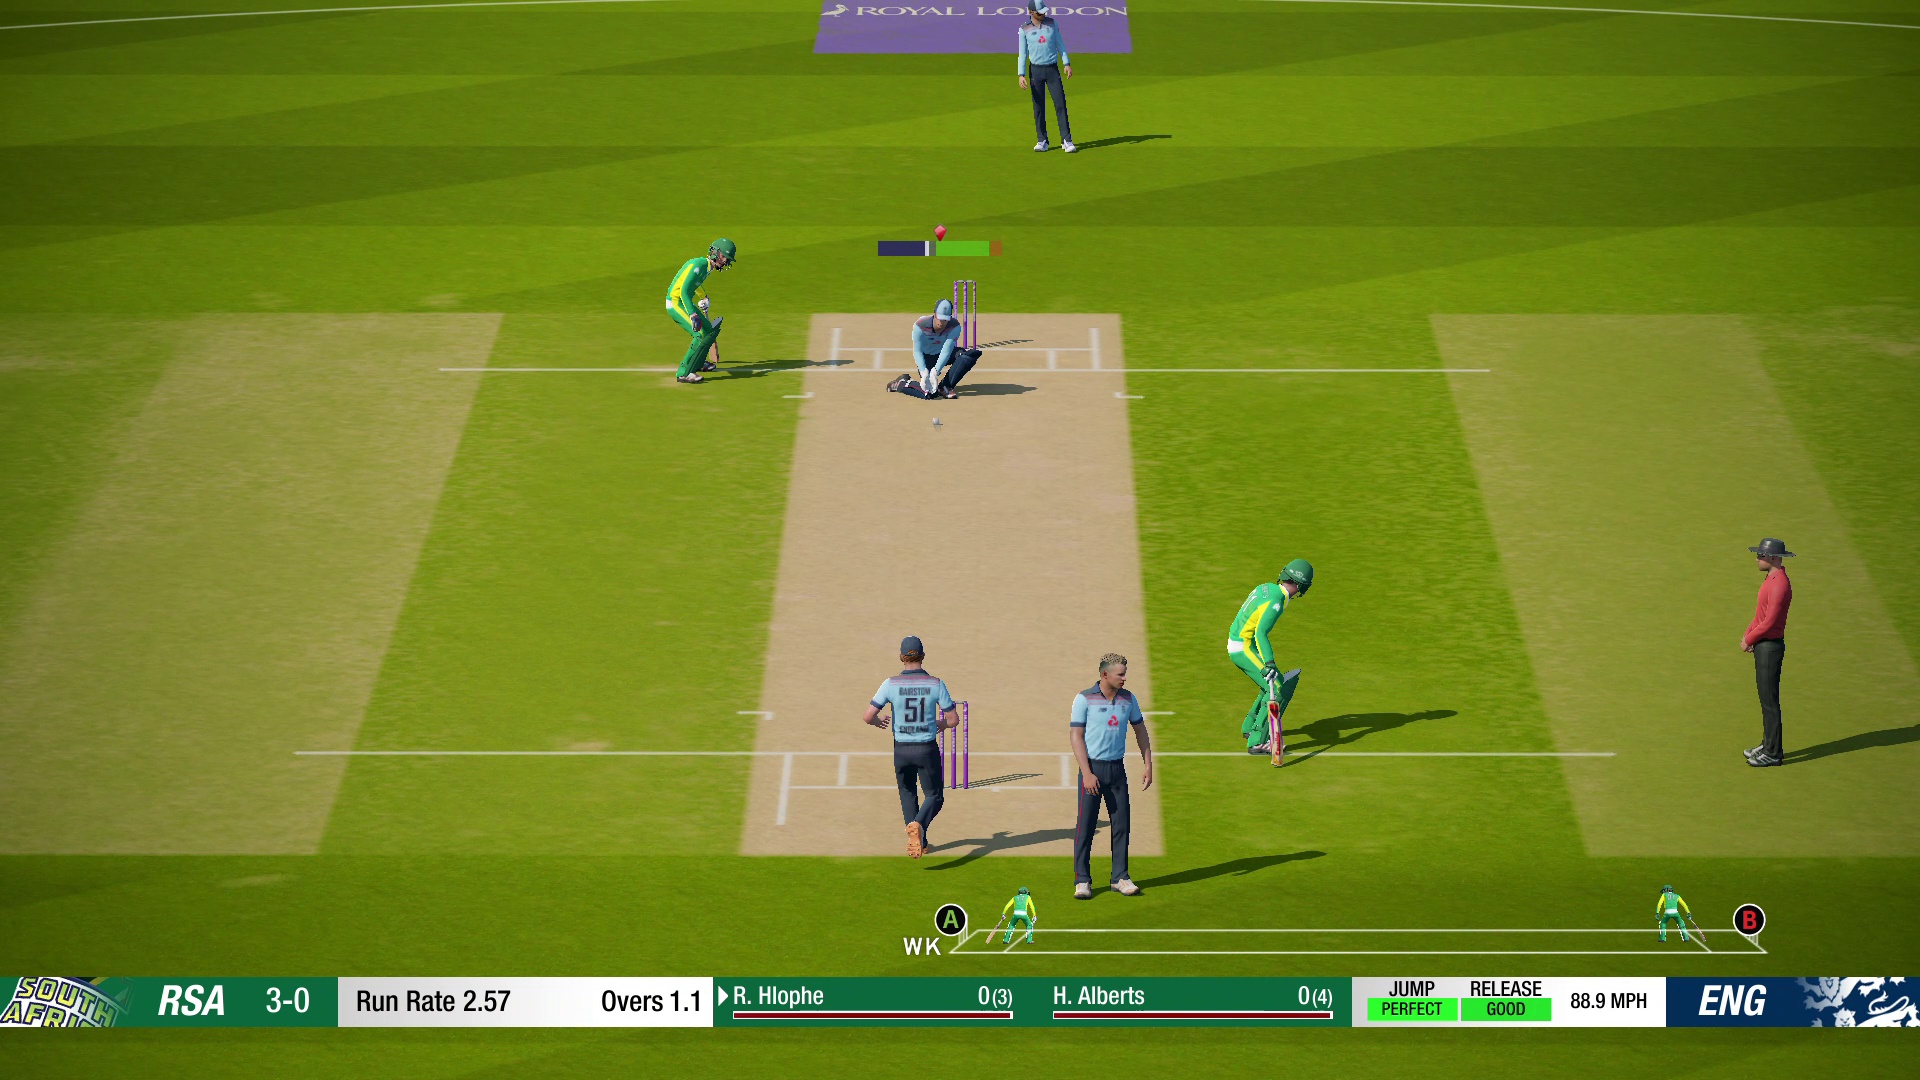 ROYAL LONDON
BAIRSTOW
51
ENGLAND
A
B
WK
SOUTH
AFRICA
RSA
3-0
Run Rate 2.57
Overs 1.1
R. Hlophe
0(3)
H. Alberts
0(4)
JUMP
PERFECT
RELEASE
GOOD
88.9 MPH
ENG